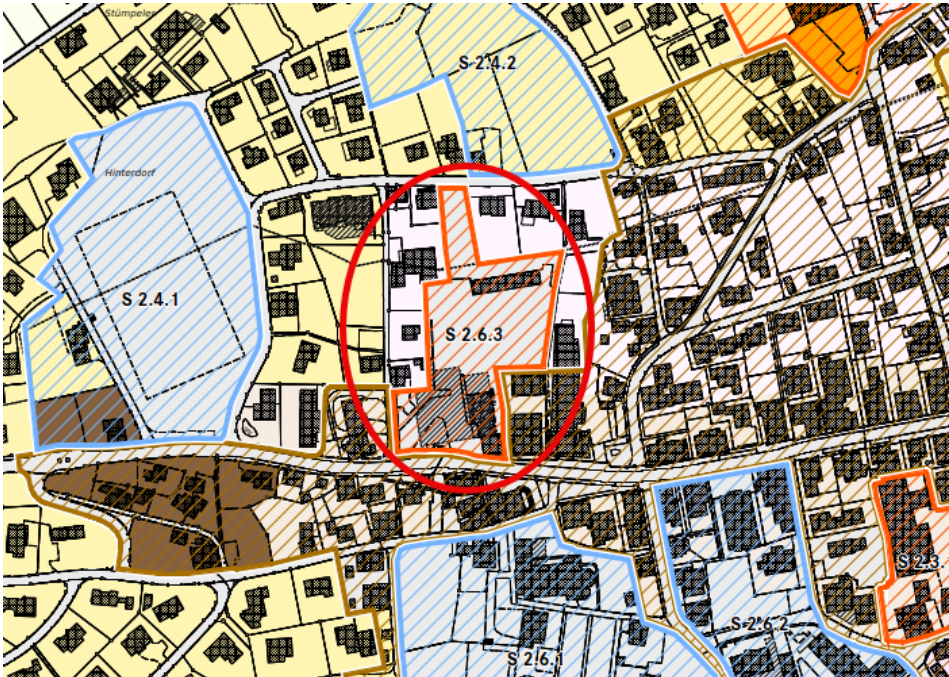 Stümpeler
S 2.4.2
Hinterdorf
S 2.4.1
S 2.6.3
S 2.3.
S 2.6.2
S 2.6.1